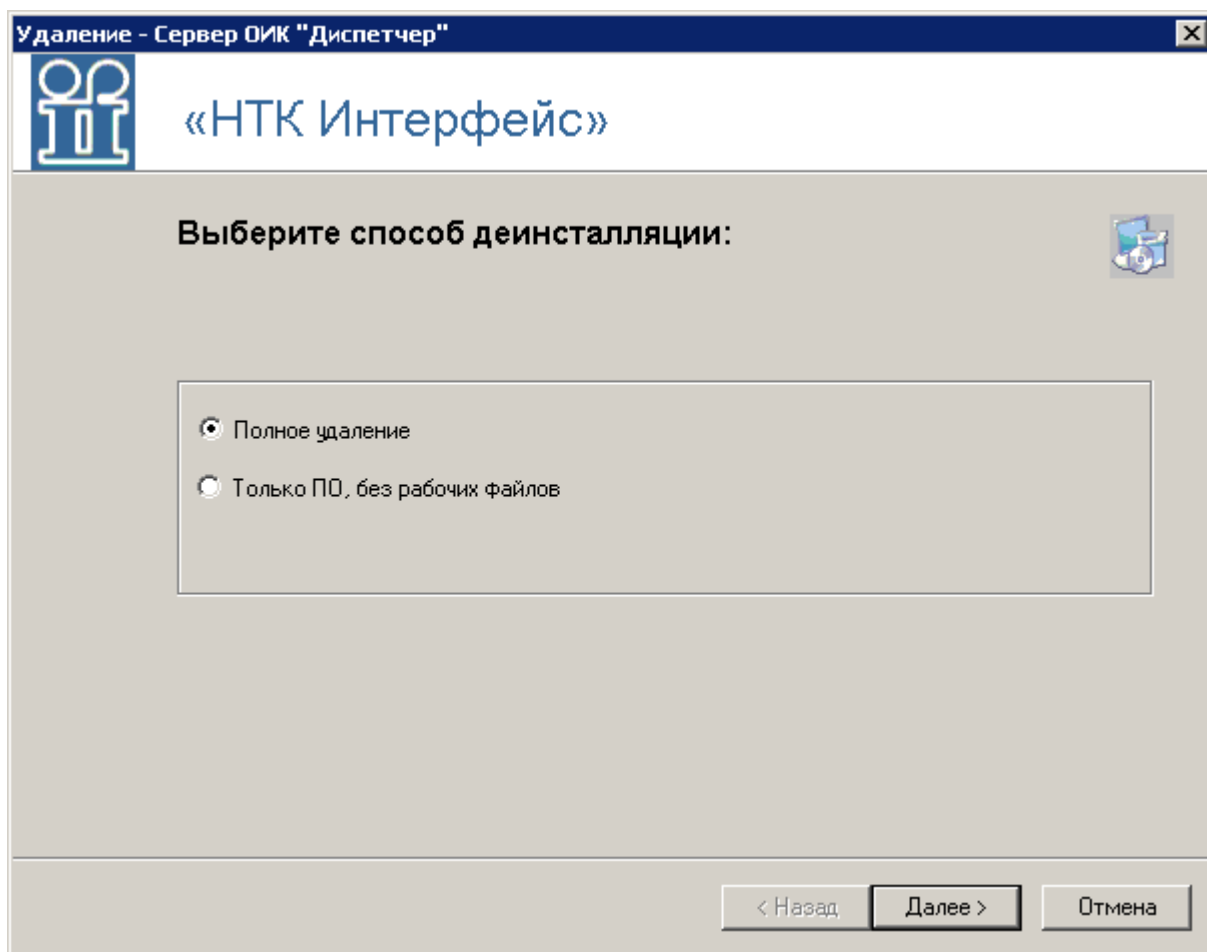 Удаление - Сервер ОИК "Диспетчер"
«НТК Интерфейс»
Выберите способ деинсталляции:
Полное удаление
Только ПО, без рабочих файлов
< Назад
Далее >
Отмена